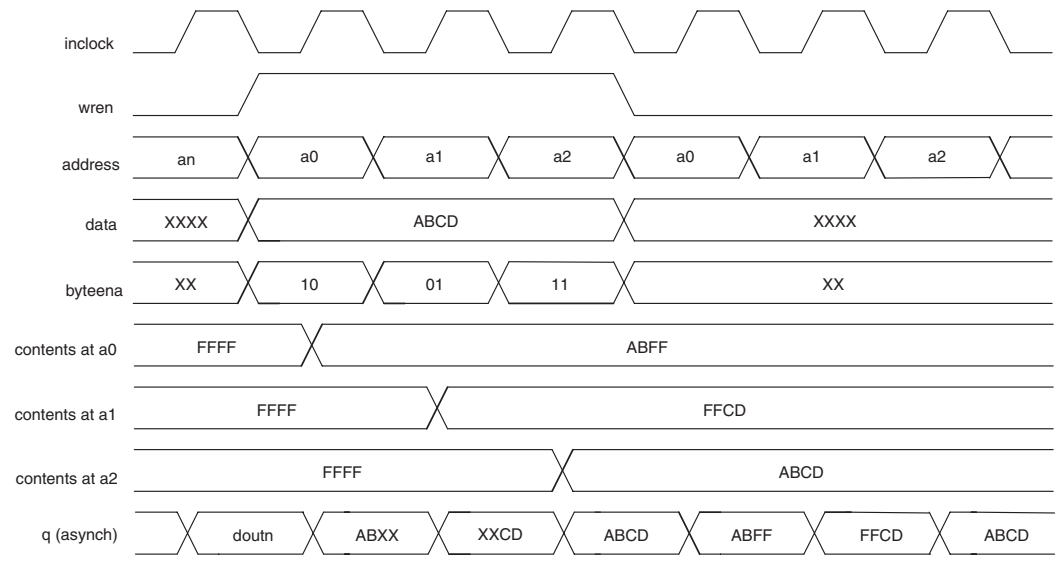 inclock
wren
address an a0 a1 a2 a0 a1 a2
data XXXX ABCD XXXX
byteena XX 10 01 11 XX
contents at a0 FFFF ABFF
contents at a1 FFFF FFCD
contents at a2 FFFF ABCD
q (asynch) doutn ABXX XXCD ABCD ABFF FFCD ABCD